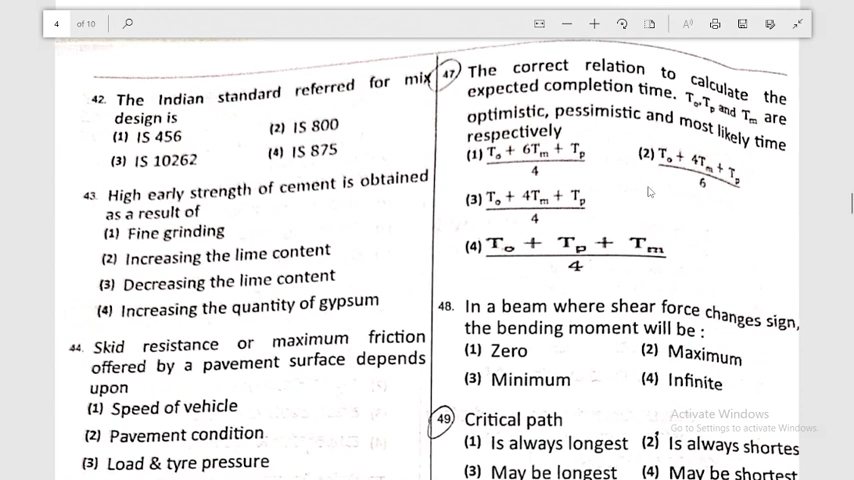 4 of 10
42. The Indian standard referred for mix
design is
(1) IS 456 (2) IS 800
(3) IS 10262 (4) IS 875
43. High early strength of cement is obtained
as a result of
(1) Fine grinding
(2) Increasing the lime content
(3) Decreasing the lime content
(4) Increasing the quantity of gypsum
44. Skid resistance or maximum friction
offered by a pavement surface depends
upon
(1) Speed of vehicle
(2) Pavement condition
(3) Load & tyre pressure
47. The correct relation to calculate the
expected completion time. Tₒ,Tₚ and Tₘ are
optimistic, pessimistic and most likely time
respectively
(1) Tₒ + 6Tₘ + Tₚ (2) Tₒ + 4Tₘ + Tₚ
4 6
(3) Tₒ + 4Tₘ + Tₚ
4
(4) Tₒ + Tₚ + Tₘ
4
48. In a beam where shear force changes sign,
the bending moment will be :
(1) Zero (2) Maximum
(3) Minimum (4) Infinite
49 Critical path
(1) Is always longest (2) Is always shortes
(3) May be longest (4) May be shortest
Activate Windows
Go to Settings to activate Windows.